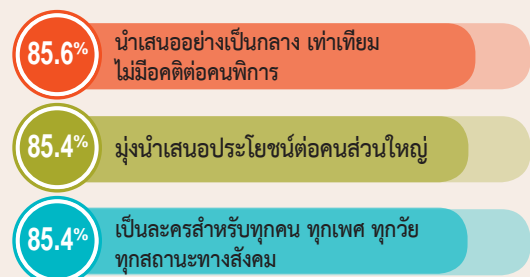 85.6%
นำเสนออย่างเป็นกลาง เท่าเทียม
ไม่มีอคติต่อคนพิการ
85.4%
มุ่งนำเสนอประโยชน์ต่อคนส่วนใหญ่
85.4%
เป็นละครสำหรับทุกคน ทุกเพศ ทุกวัย
ทุกสถานะทางสังคม